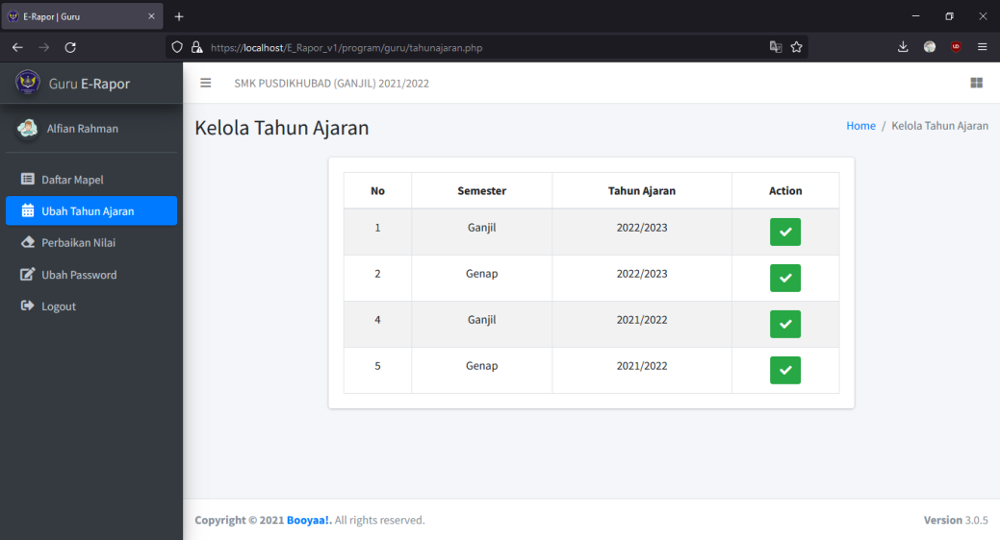 E-Rapor | Guru
https://localhost/E_Rapor_v1/program/guru/tahunajaran.php
Guru E-Rapor
SMK PUSDIKHUBAD (GANJIL) 2021/2022
Alfian Rahman
Kelola Tahun Ajaran
Home / Kelola Tahun Ajaran
Daftar Mapel
Ubah Tahun Ajaran
Perbaikan Nilai
Ubah Password
Logout
No Semester Tahun Ajaran Action
1 Ganjil 2022/2023
2 Genap 2022/2023
4 Ganjil 2021/2022
5 Genap 2021/2022
Copyright © 2021 Booyaa!. All rights reserved.
Version 3.0.5